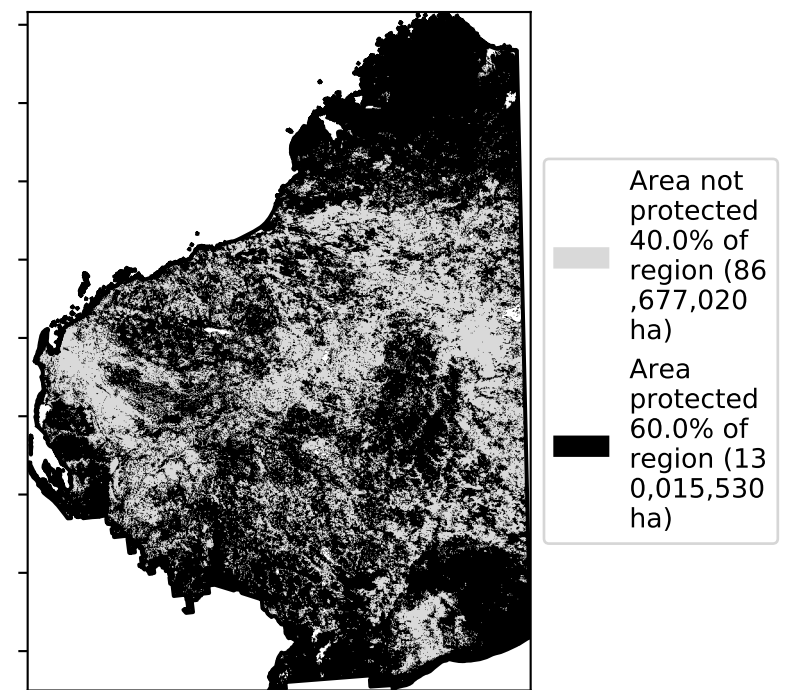 Area not
protected
40.0% of
region (86
,677,020
ha)
Area
protected
60.0% of
region (13
0,015,530
ha)